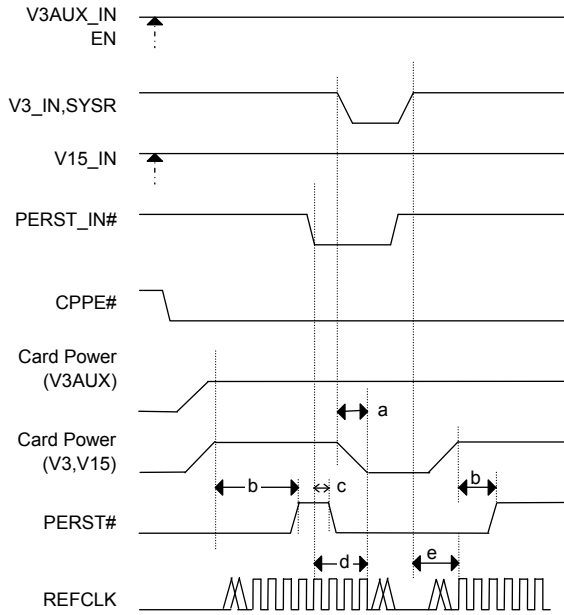 V3AUX_IN
EN
V3_IN,SYSR
V15_IN
PERST_IN#
CPPE#
Card Power
(V3AUX)
a
Card Power
(V3,V15)
b
c
b
PERST#
d
e
REFCLK